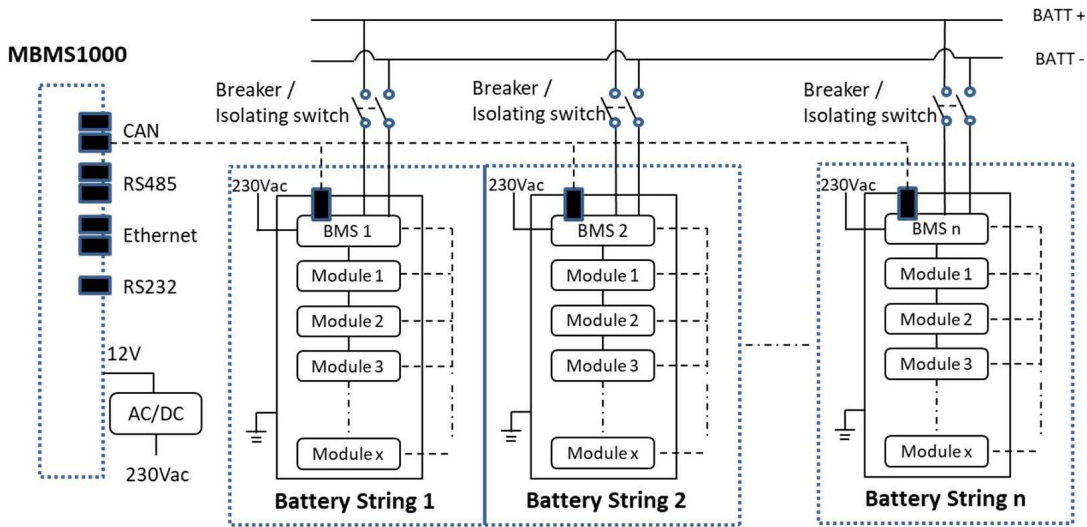 BATT +
MBMS1000
BATT -
Breaker /
Isolating switch
Breaker /
Isolating switch
Breaker /
Isolating switch
CAN
RS485
Ethernet
RS232
12V
AC/DC
230Vac
230Vac
BMS 1
Module 1
Module 2
Module 3
Module x
Battery String 1
230Vac
BMS 2
Module 1
Module 2
Module 3
Module x
Battery String 2
230Vac
BMS n
Module 1
Module 2
Module 3
Module x
Battery String n